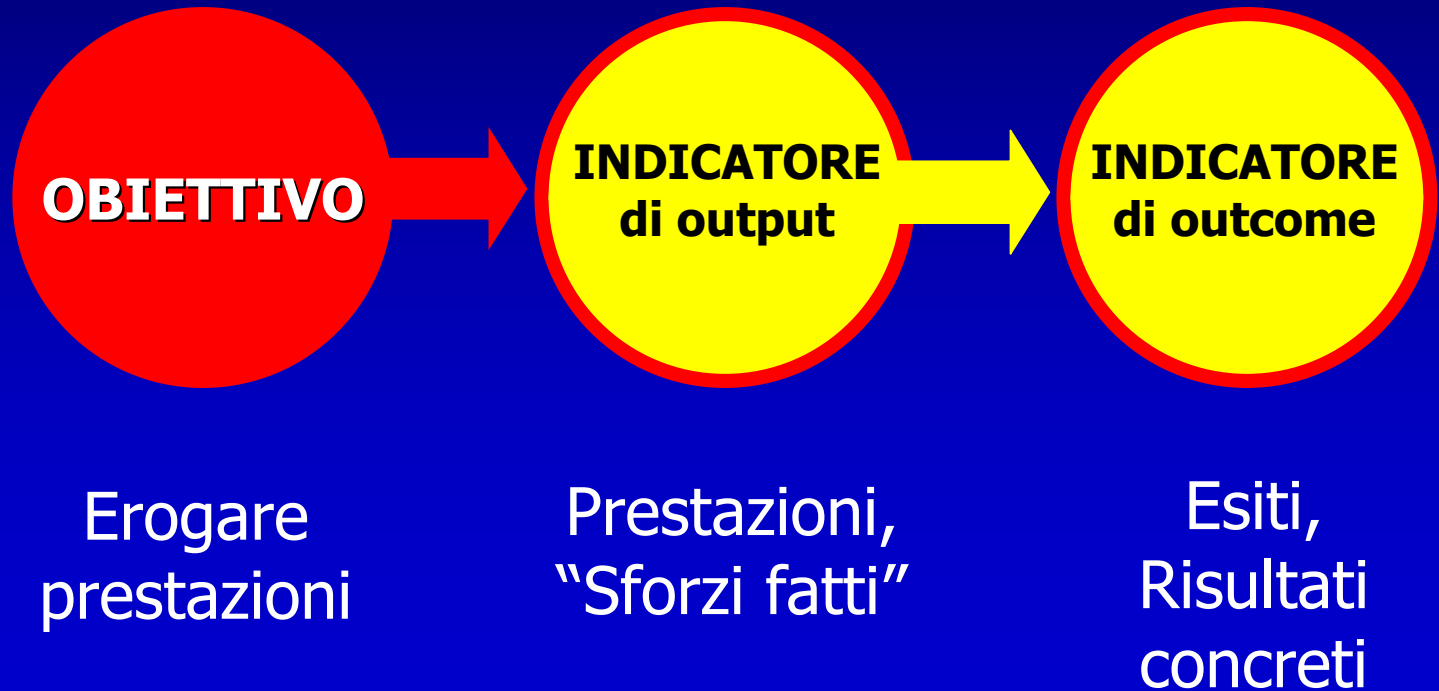 OBIETTIVO
INDICATORE
di output
INDICATORE
di outcome
Erogare
prestazioni
Prestazioni,
“Sforzi fatti”
Esiti,
Risultati
concreti